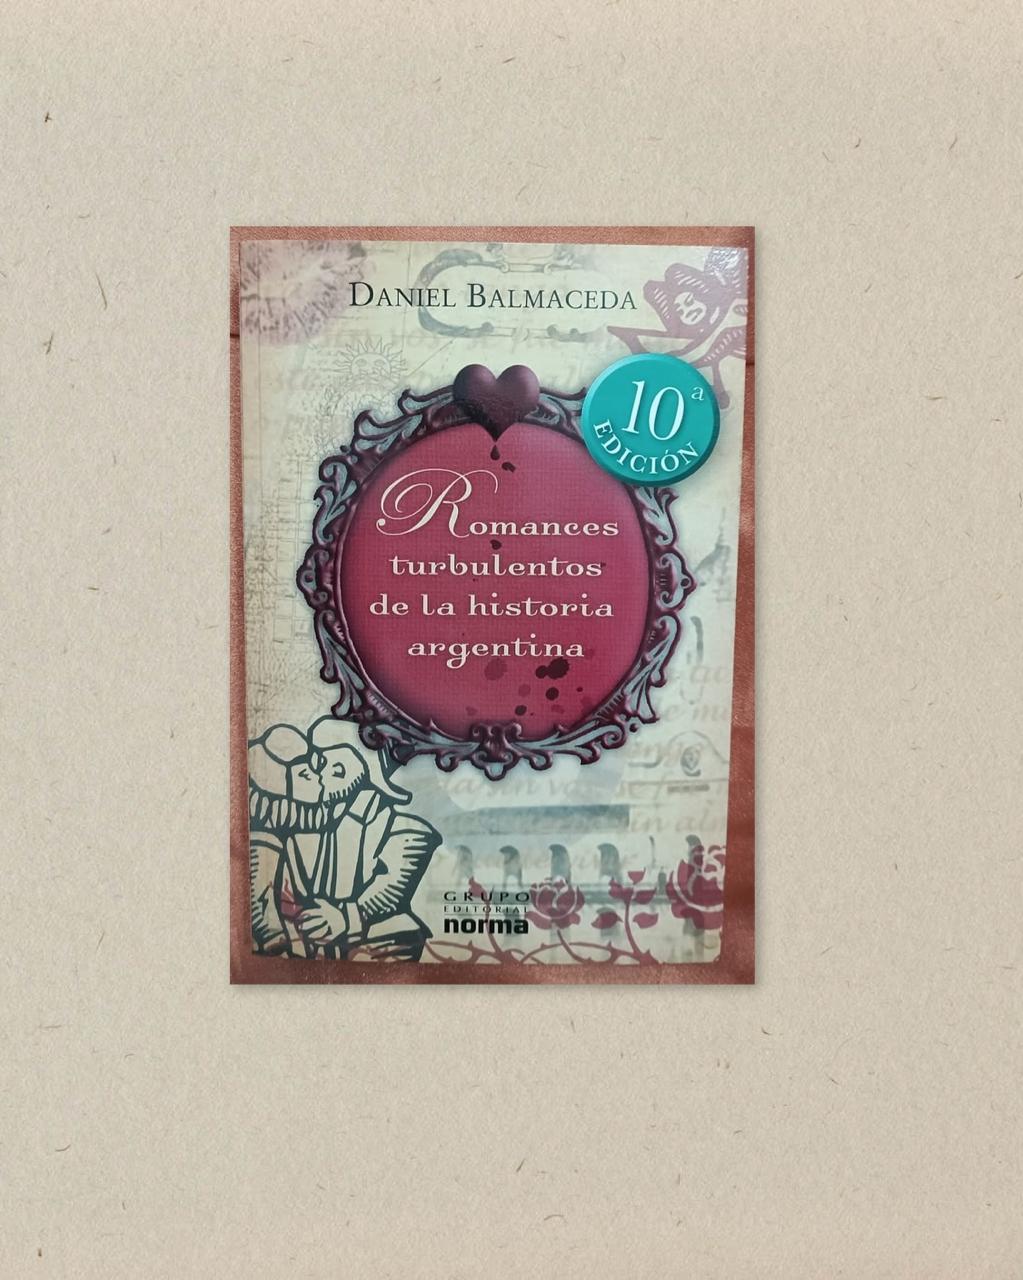 DANIEL BALMACEDA
10ª
EDICIÓN
Romances
turbulentos
de la historia
argentina
GRUPO
EDITORIAL
norma